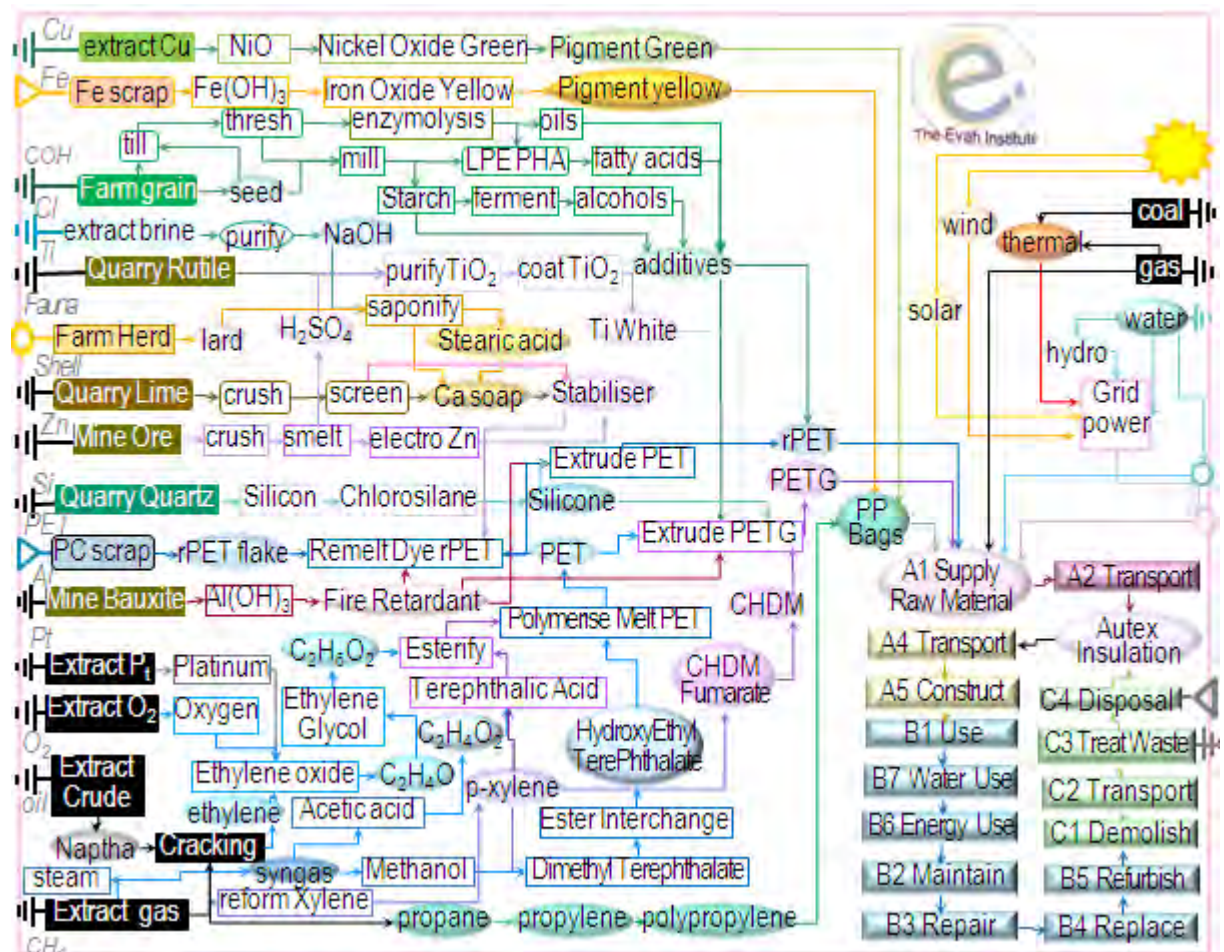 Cu
extract Cu NiO Nickel Oxide Green Pigment Green
Fe
Fe scrap Fe(OH)3 Iron Oxide Yellow Pigment yellow
e.
The Evah Institute
thresh enzymolysis oils
COH
till mill LPE PHA fatty acids
Farm grain seed
Starch ferment alcohols
Cl
extract brine purify NaOH
wind
coal
thermal
Ti
Quarry Rutile purifyTiO2 coat TiO2 additives
gas
Fauna
saponify
solar
water
Farm Herd lard H2SO4 Stearic acid Ti White
hydro
Shell
Quarry Lime crush screen Ca soap Stabiliser
Grid
power
Zn
Mine Ore crush smelt electro Zn
rPET
Extrude PET
PETG
Si
Quarry Quartz Silicon Chlorosilane Silicone
PP
Bags
PET
PC scrap rPET flake Remelt Dye rPET PET Extrude PETG
A1 Supply
Raw Material
A2 Transport
Al
Mine Bauxite Al(OH)3 Fire Retardant
CHDM
Polymerise Melt PET
A4 Transport
Autex
Insulation
Pt
Extract Pt Platinum C2H6O2 Esterify
CHDM
Fumarate
Terephthalic Acid
A5 Construct
C4 Disposal
Extract O2 Oxygen
Ethylene
Glycol
C2H4O2
HydroxyEthyl
TerePhthalate
B1 Use
C3 Treat Waste
O2
Extract
Crude
oil
Ethylene oxide C2H4O
p-xylene
B7 Water Use
C2 Transport
ethylene Acetic acid
Ester Interchange
B6 Energy Use
C1 Demolish
Naptha Cracking
steam syngas Methanol Dimethyl Terephthalate
B2 Maintain
B5 Refurbish
reform Xylene
Extract gas propane propylene polypropylene
B3 Repair
B4 Replace
CH4